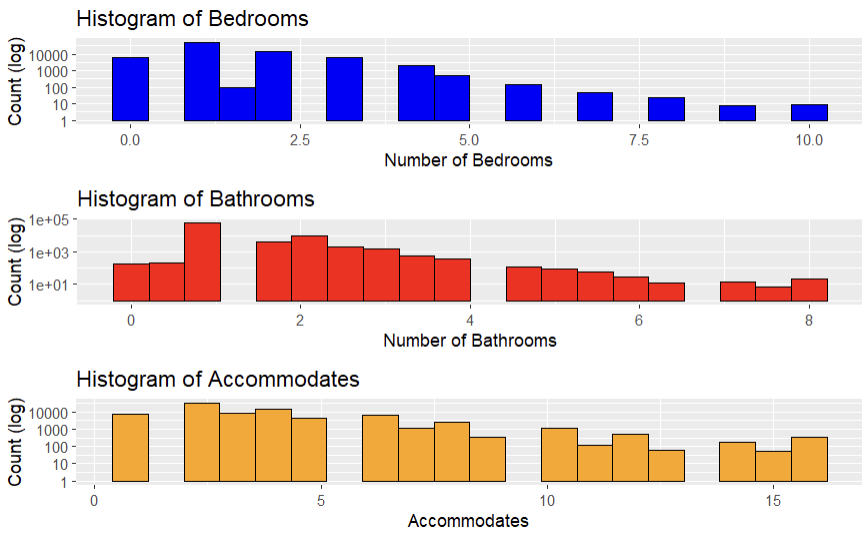 Histogram of Bedrooms
Count (log)
10000
1000
100
10
1
0.0 2.5 5.0 7.5 10.0
Number of Bedrooms
Histogram of Bathrooms
Count (log)
1e+05
1e+03
1e+01
0 2 4 6 8
Number of Bathrooms
Histogram of Accommodates
Count (log)
10000
1000
100
10
1
0 5 10 15
Accommodates